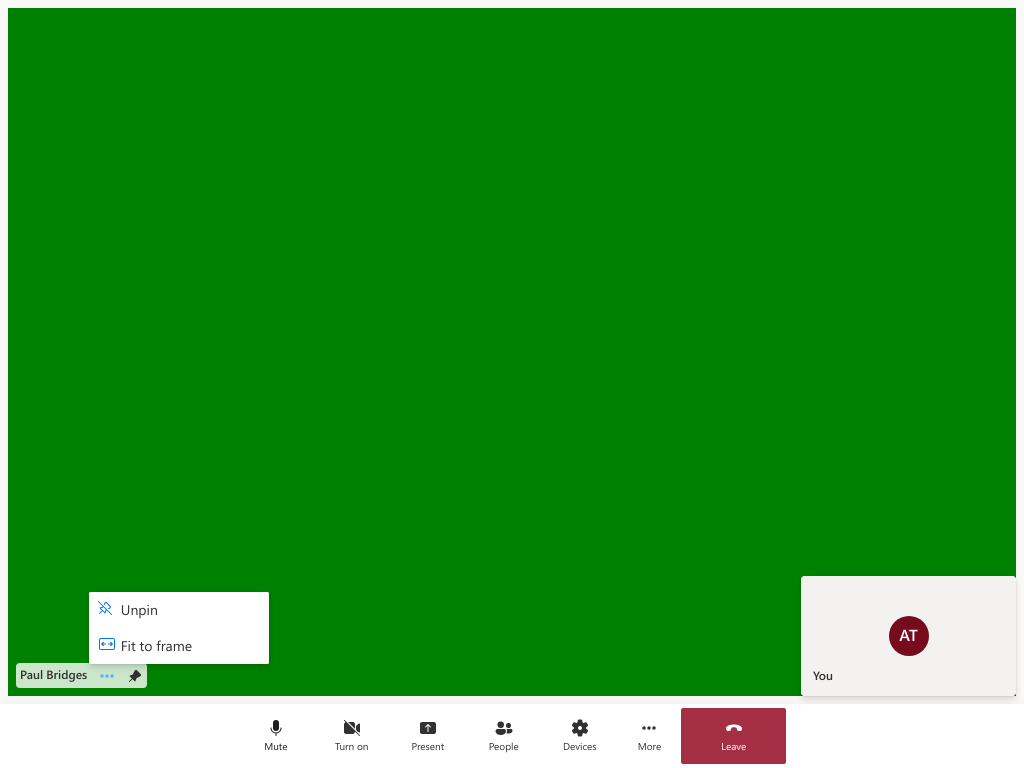 Unpin
Fit to frame
Paul Bridges
AT
You
Mute
Turn on
Present
People
Devices
More
Leave